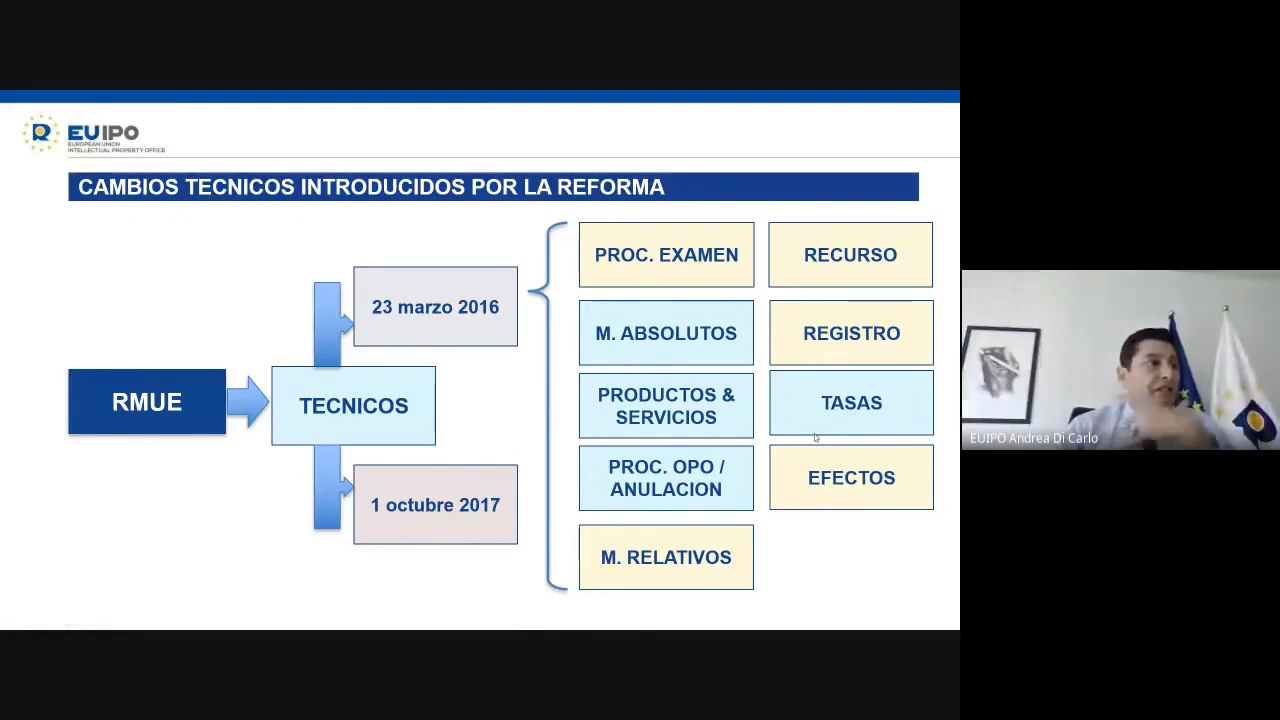 EUIPO
EUROPEAN UNION
INTELLECTUAL PROPERTY OFFICE
CAMBIOS TECNICOS INTRODUCIDOS POR LA REFORMA
RMUE
TECNICOS
23 marzo 2016
1 octubre 2017
PROC. EXAMEN
M. ABSOLUTOS
PRODUCTOS &
SERVICIOS
PROC. OPO /
ANULACION
M. RELATIVOS
RECURSO
REGISTRO
TASAS
EFECTOS
EUIPO Andrea Di Carlo